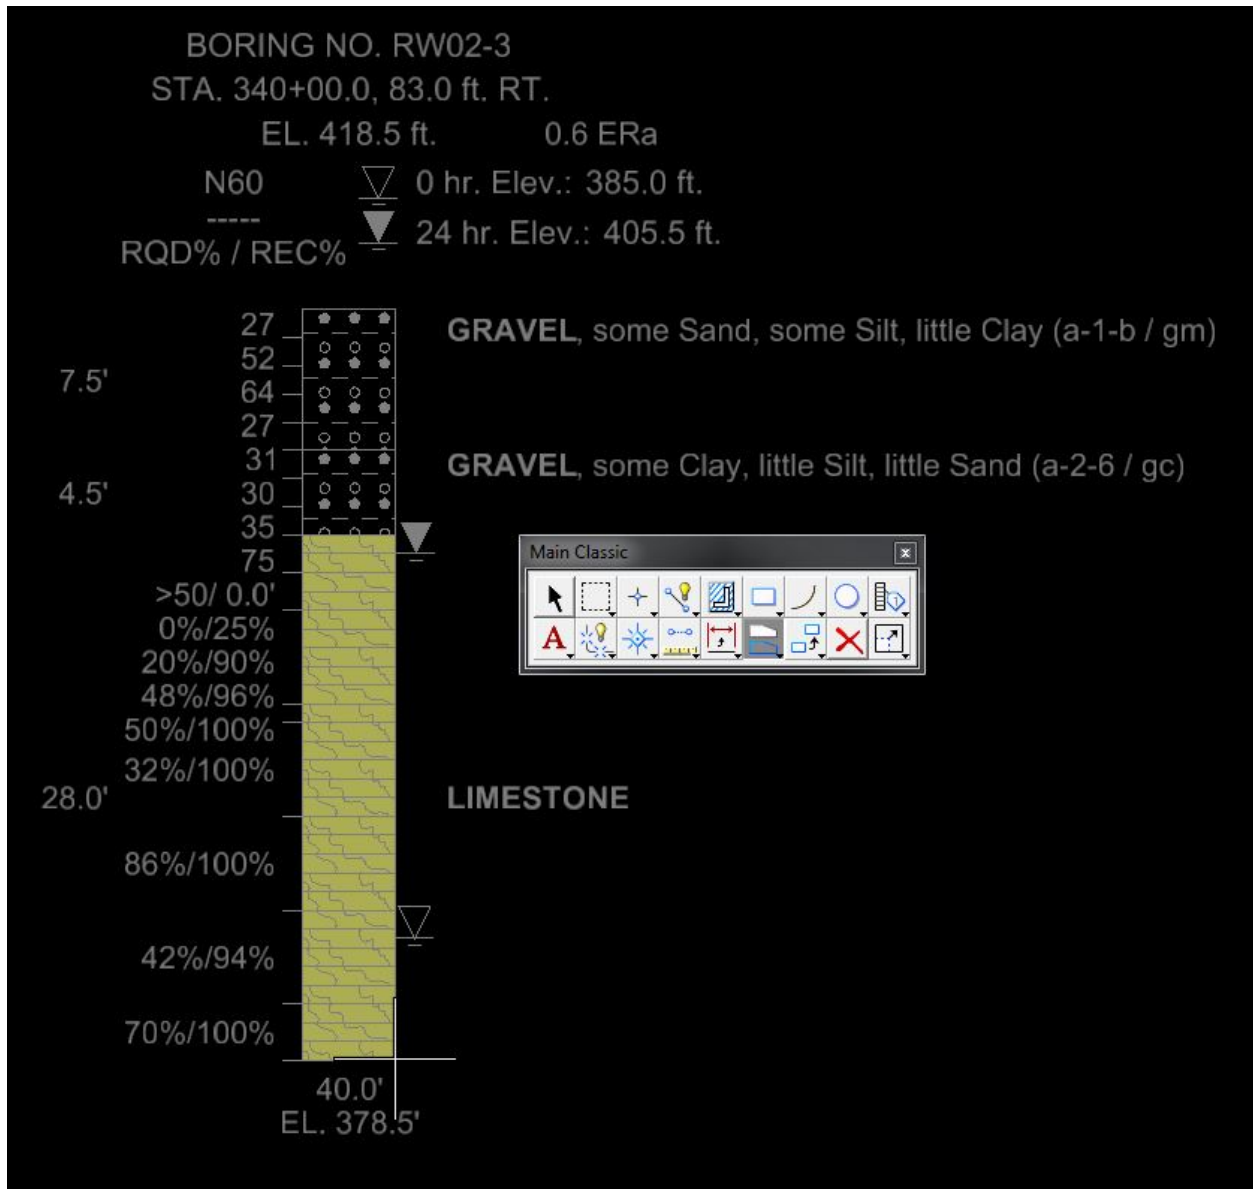 BORING NO. RW02-3
STA. 340+00.0, 83.0 ft. RT.
EL. 418.5 ft. 0.6 ERa
N60 0 hr. Elev.: 385.0 ft.
-----
24 hr. Elev.: 405.5 ft.
RQD% / REC%
27 GRAVEL, some Sand, some Silt, little Clay (a-1-b / gm)
52
7.5'
64
27
31 GRAVEL, some Clay, little Silt, little Sand (a-2-6 / gc)
4.5' 30
35
Main Classic
75
>50/ 0.0'
0%/25%
A
20%/90%
48%/96%
50%/100%
32%/100%
28.0' LIMESTONE
86%/100%
42%/94%
70%/100%
40.0'
EL. 378.5'